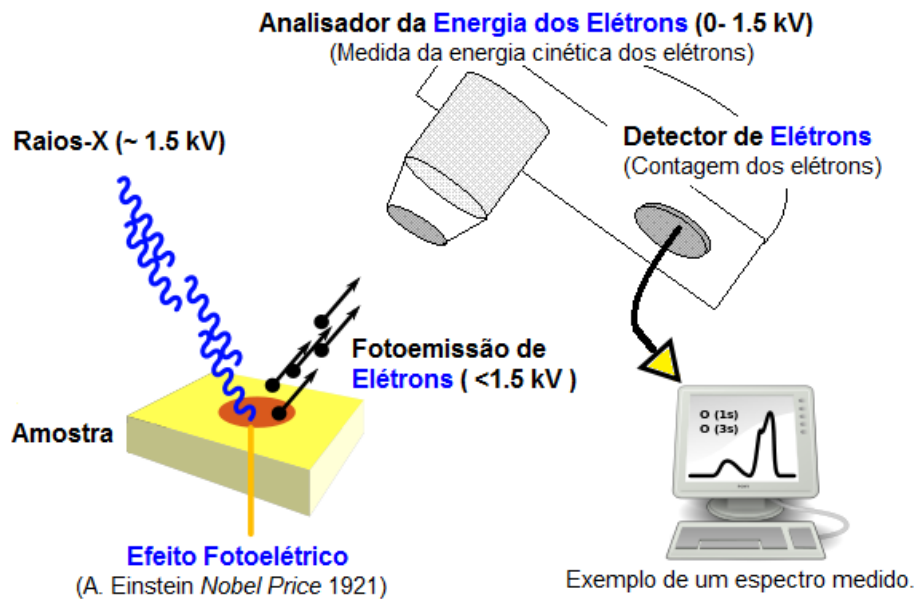 Analisador da Energia dos Elétrons (0- 1.5 kV)
(Medida da energia cinética dos elétrons)
Raios-X (~ 1.5 kV)
Detector de Elétrons
(Contagem dos elétrons)
Fotoemissão de
Elétrons ( <1.5 kV )
Amostra
O (1s)
O (3s)
Efeito Fotoelétrico
(A. Einstein Nobel Price 1921)
Exemplo de um espectro medido.